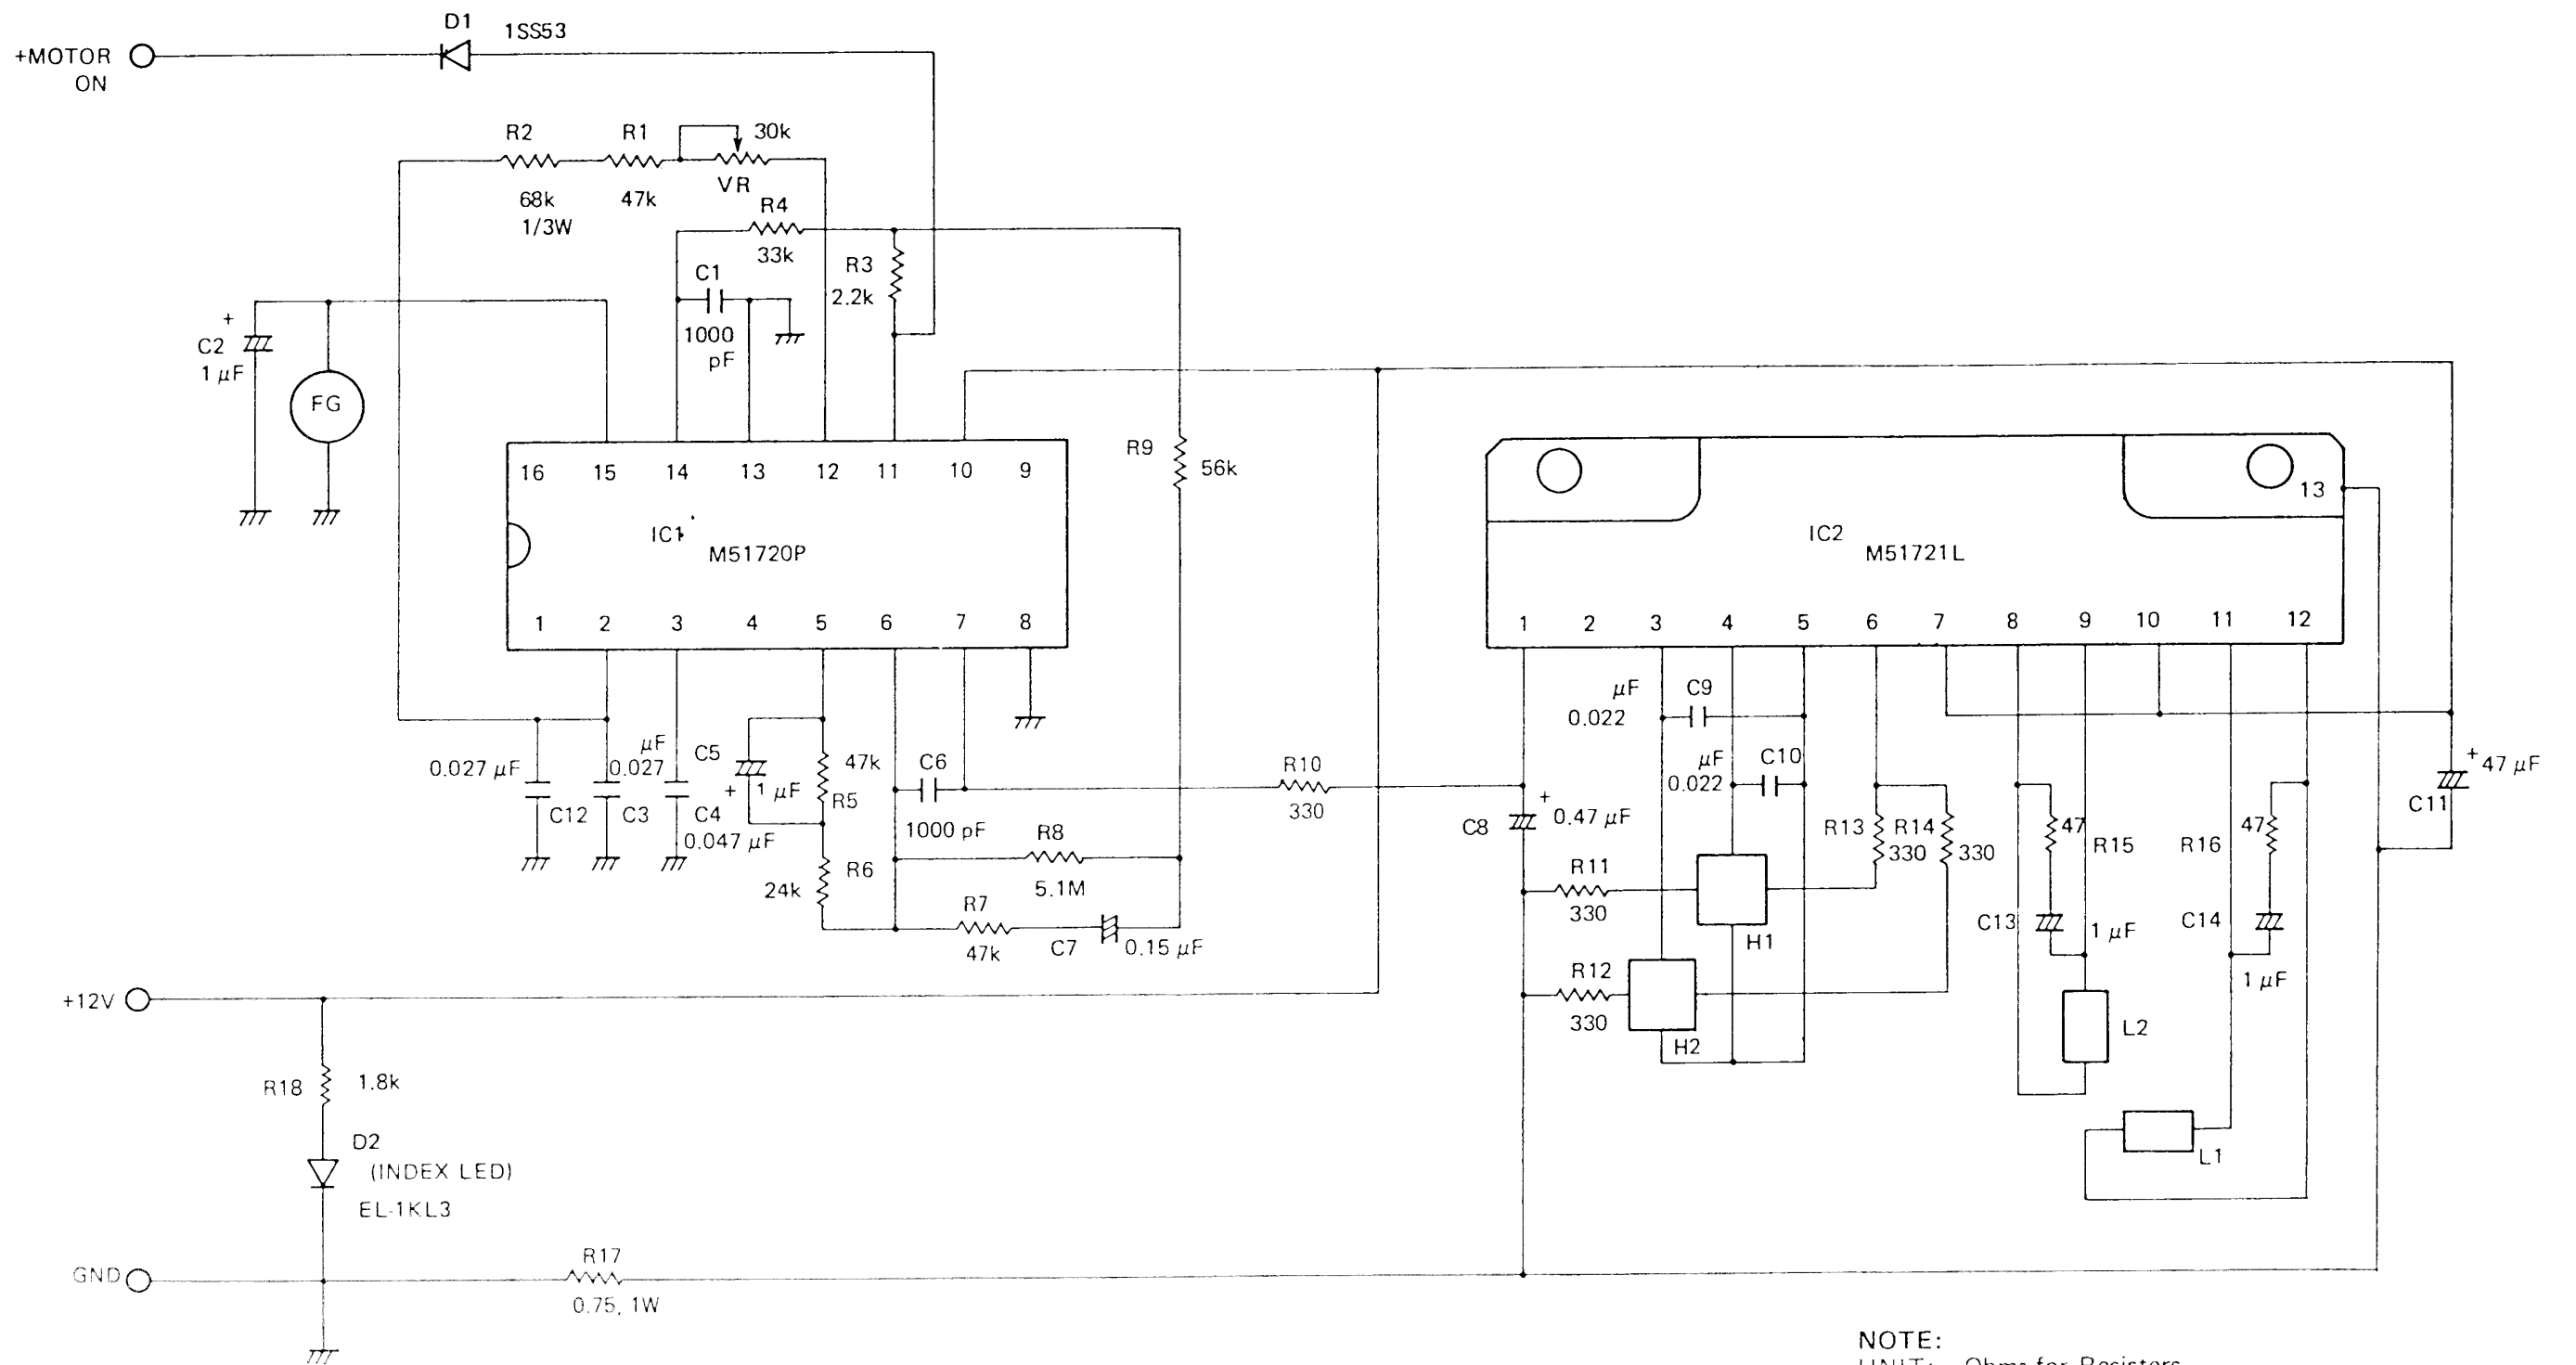 D1
1SS53
+MOTOR
ON
R2
R1
30k
68k
1/3W
47k
VR
R4
33k
C1
1000
pF
R3
2.2k
+
C2
1 µF
FG
R9
56k
16 15 14 13 12 11 10 9
IC1
M51720P
1 2 3 4 5 6 7 8
13
IC2
M51721L
1 2 3 4 5 6 7 8 9 10 11 12
0.027 µF
C12
µF
0.027
C3
C4
0.047 µF
C5
+
1 µF
47k
R5
C6
1000 pF
R8
5.1M
R6
24k
R7
47k
C7
0.15 µF
R10
330
+
C8
0.47 µF
µF
0.022
C9
µF
0.022
C10
R11
330
R12
330
H1
H2
R13
330
R14
330
47
R15
C13
1 µF
47
R16
C14
1 µF
+
47 µF
C11
L2
L1
+12V
R18
1.8k
D2
(INDEX LED)
EL-1KL3
GND
R17
0.75, 1W
NOTE:
UNIT: Ohms for Resisters